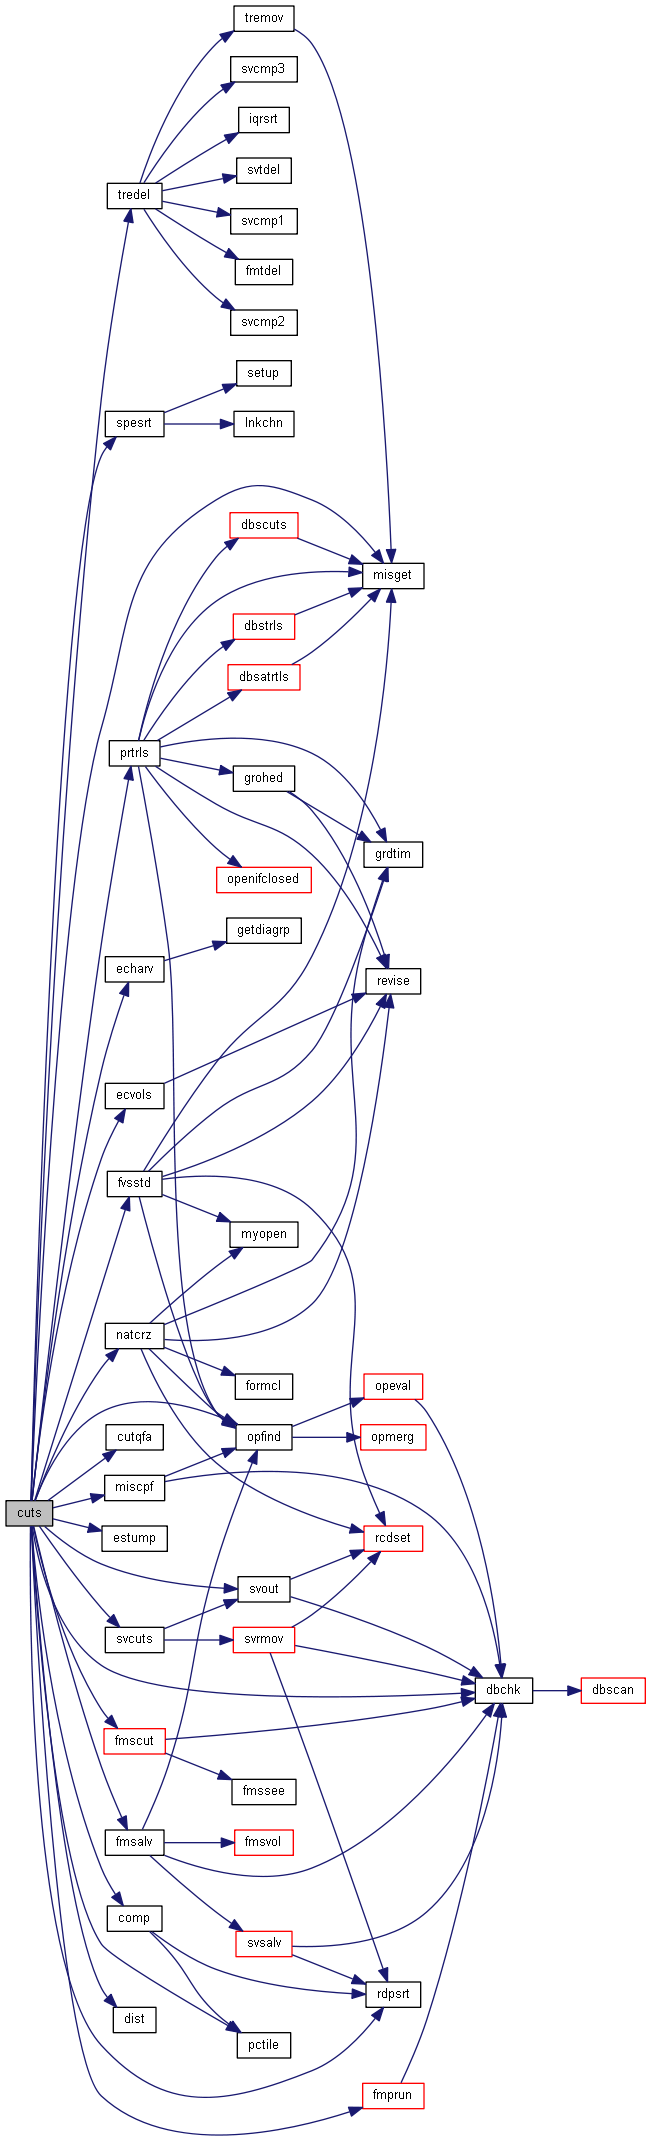 tremov
svcmp3
iqrsrt
svtdel
tredel
svcmp1
fmtdel
svcmp2
setup
spesrt
lnkchn
dbscuts
misget
dbstrls
dbsatrtls
prtrls
grohed
grdtim
openifclosed
getdiagrp
echarv
revise
ecvols
fvsstd
myopen
natcrz
formcl
opeval
cutqfa
opfind
opmerg
miscpf
cuts
estump
rcdset
svout
svcuts
svrmov
dbchk
dbscan
fmscut
fmssee
fmsalv
fmsvol
comp
svsalv
rdpsrt
dist
pctile
fmprun